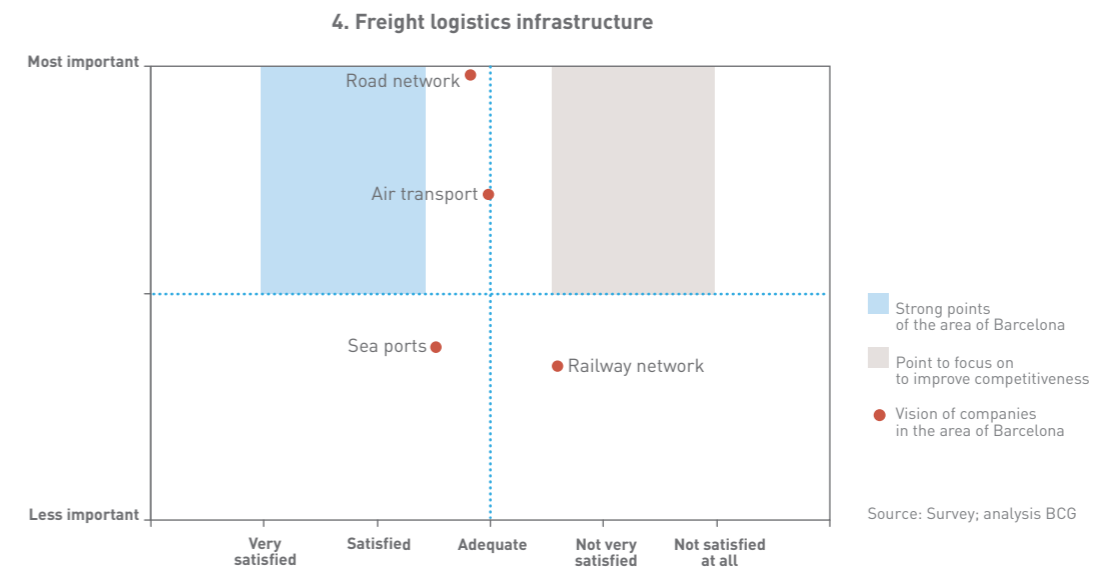 4. Freight logistics infrastructure
Most important
Road network
Air transport
Sea ports
Railway network
Less important
Very
satisfied
Satisfied
Adequate
Not very
satisfied
Not satisfied
at all
Strong points
of the area of Barcelona
Point to focus on
to improve competitiveness
Vision of companies
in the area of Barcelona
Source: Survey; analysis BCG